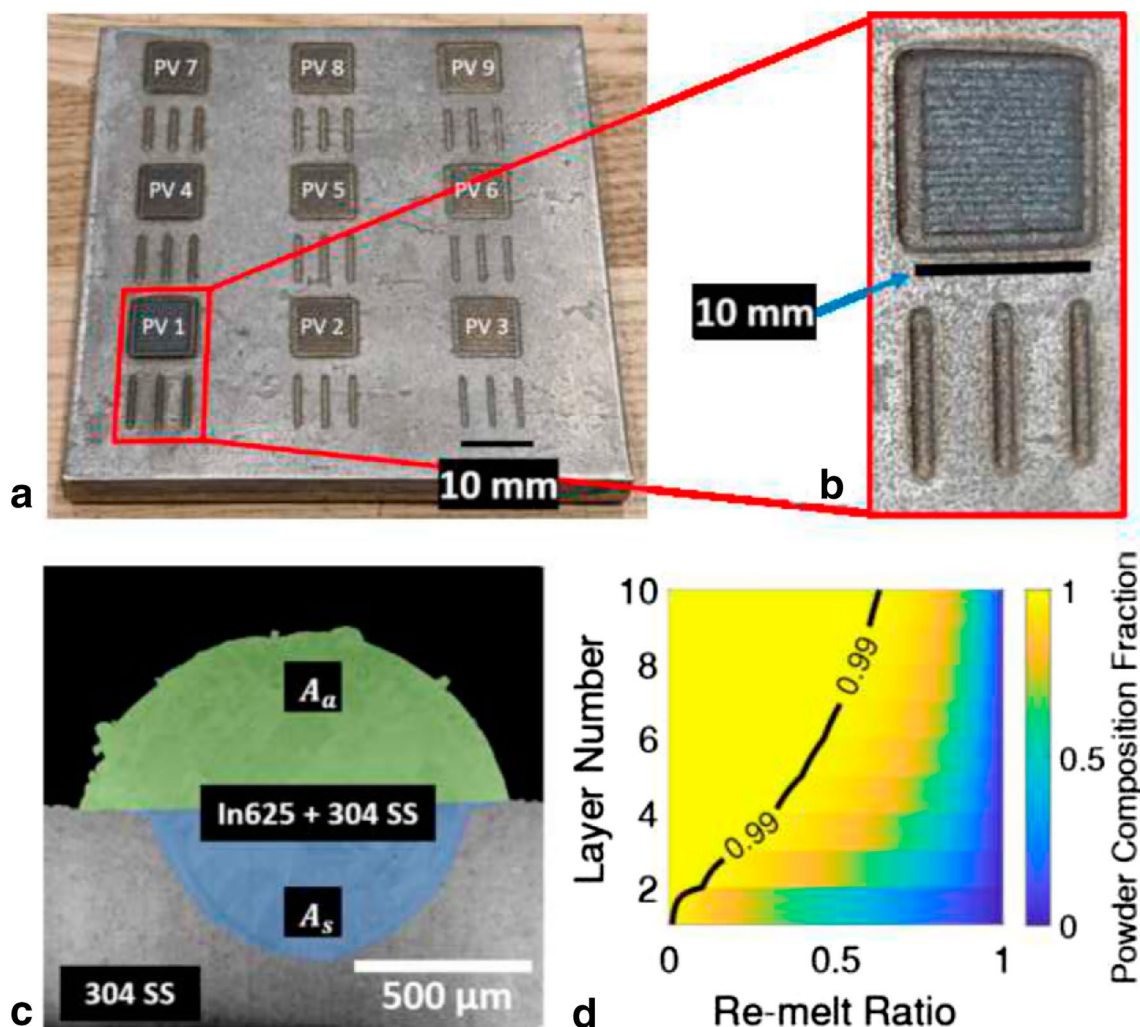 PV 7 PV 8 PV 9
PV 4 PV 5 PV 6
PV 1 PV 2 PV 3
10 mm
a
10 mm
b
A_a
In625 + 304 SS
A_s
304 SS
500 µm
c
10
8
6
4
2
0.99
0.99
0 0.5 1
Layer Number
Re-melt Ratio
1
0.5
0
Powder Composition Fraction
d